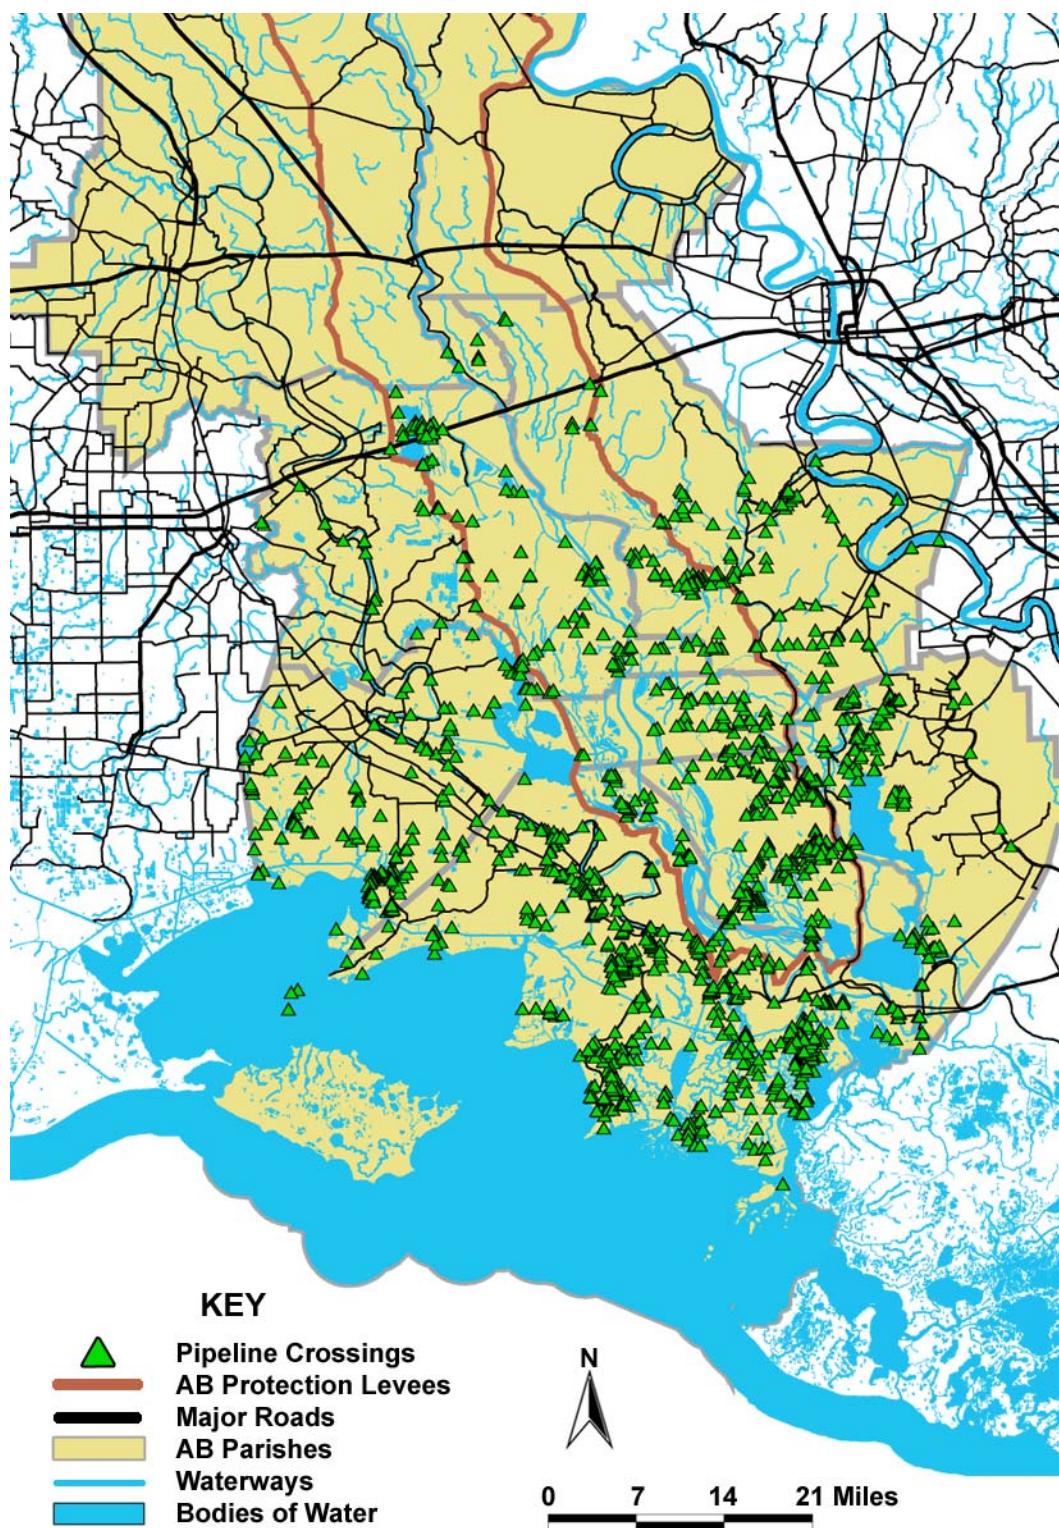 KEY
Pipeline Crossings
AB Protection Levees
Major Roads
AB Parishes
Waterways
Bodies of Water
N
0 7 14 21 Miles